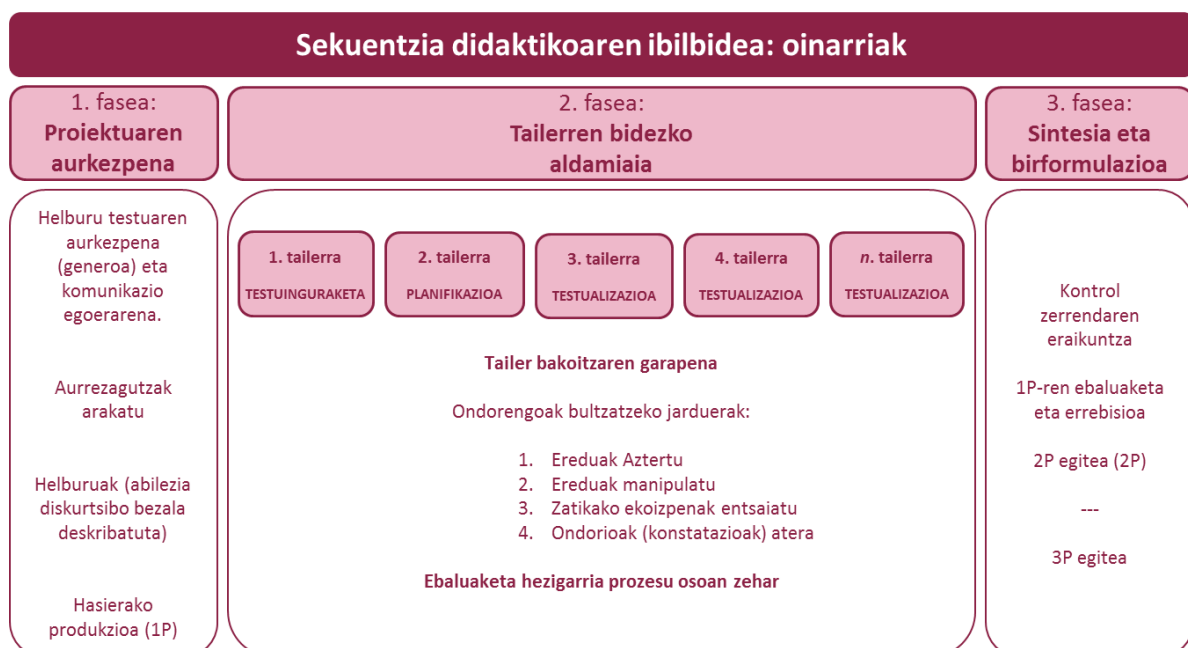 Sekuentzia didaktikoaren ibilbidea: oinarriak
1. fasea:
Proiektuaren
aurkezpena
2. fasea:
Tailerren bidezko
aldamiaia
3. fasea:
Sintesia eta
birformulazioa
Helburu testuaren
aurkezpena
(generoa) eta
komunikazio
egoerarena.
Aurrezagutzak
arakatu
Helburuak (abilezia
diskurtsibo bezala
deskribatuta)
Hasierako
produkzioa (1P)
1. tailerra
TESTUINGURAKETA
2. tailerra
PLANIFIKAZIOA
3. tailerra
TESTUALIZAZIOA
4. tailerra
TESTUALIZAZIOA
n. tailerra
TESTUALIZAZIOA
Tailer bakoitzaren garapena
Ondorengoak bultzatzeko jarduerak:
1. Ereduak Aztertu
2. Ereduak manipulatu
3. Zatikako ekoizpenak entsaiatu
4. Ondorioak (konstatazioak) atera
Ebaluaketa hezigarria prozesu osoan zehar
Kontrol
zerrendaren
eraikuntza
1P-ren ebaluaketa
eta errebisioa
2P egitea (2P)
---
3P egitea